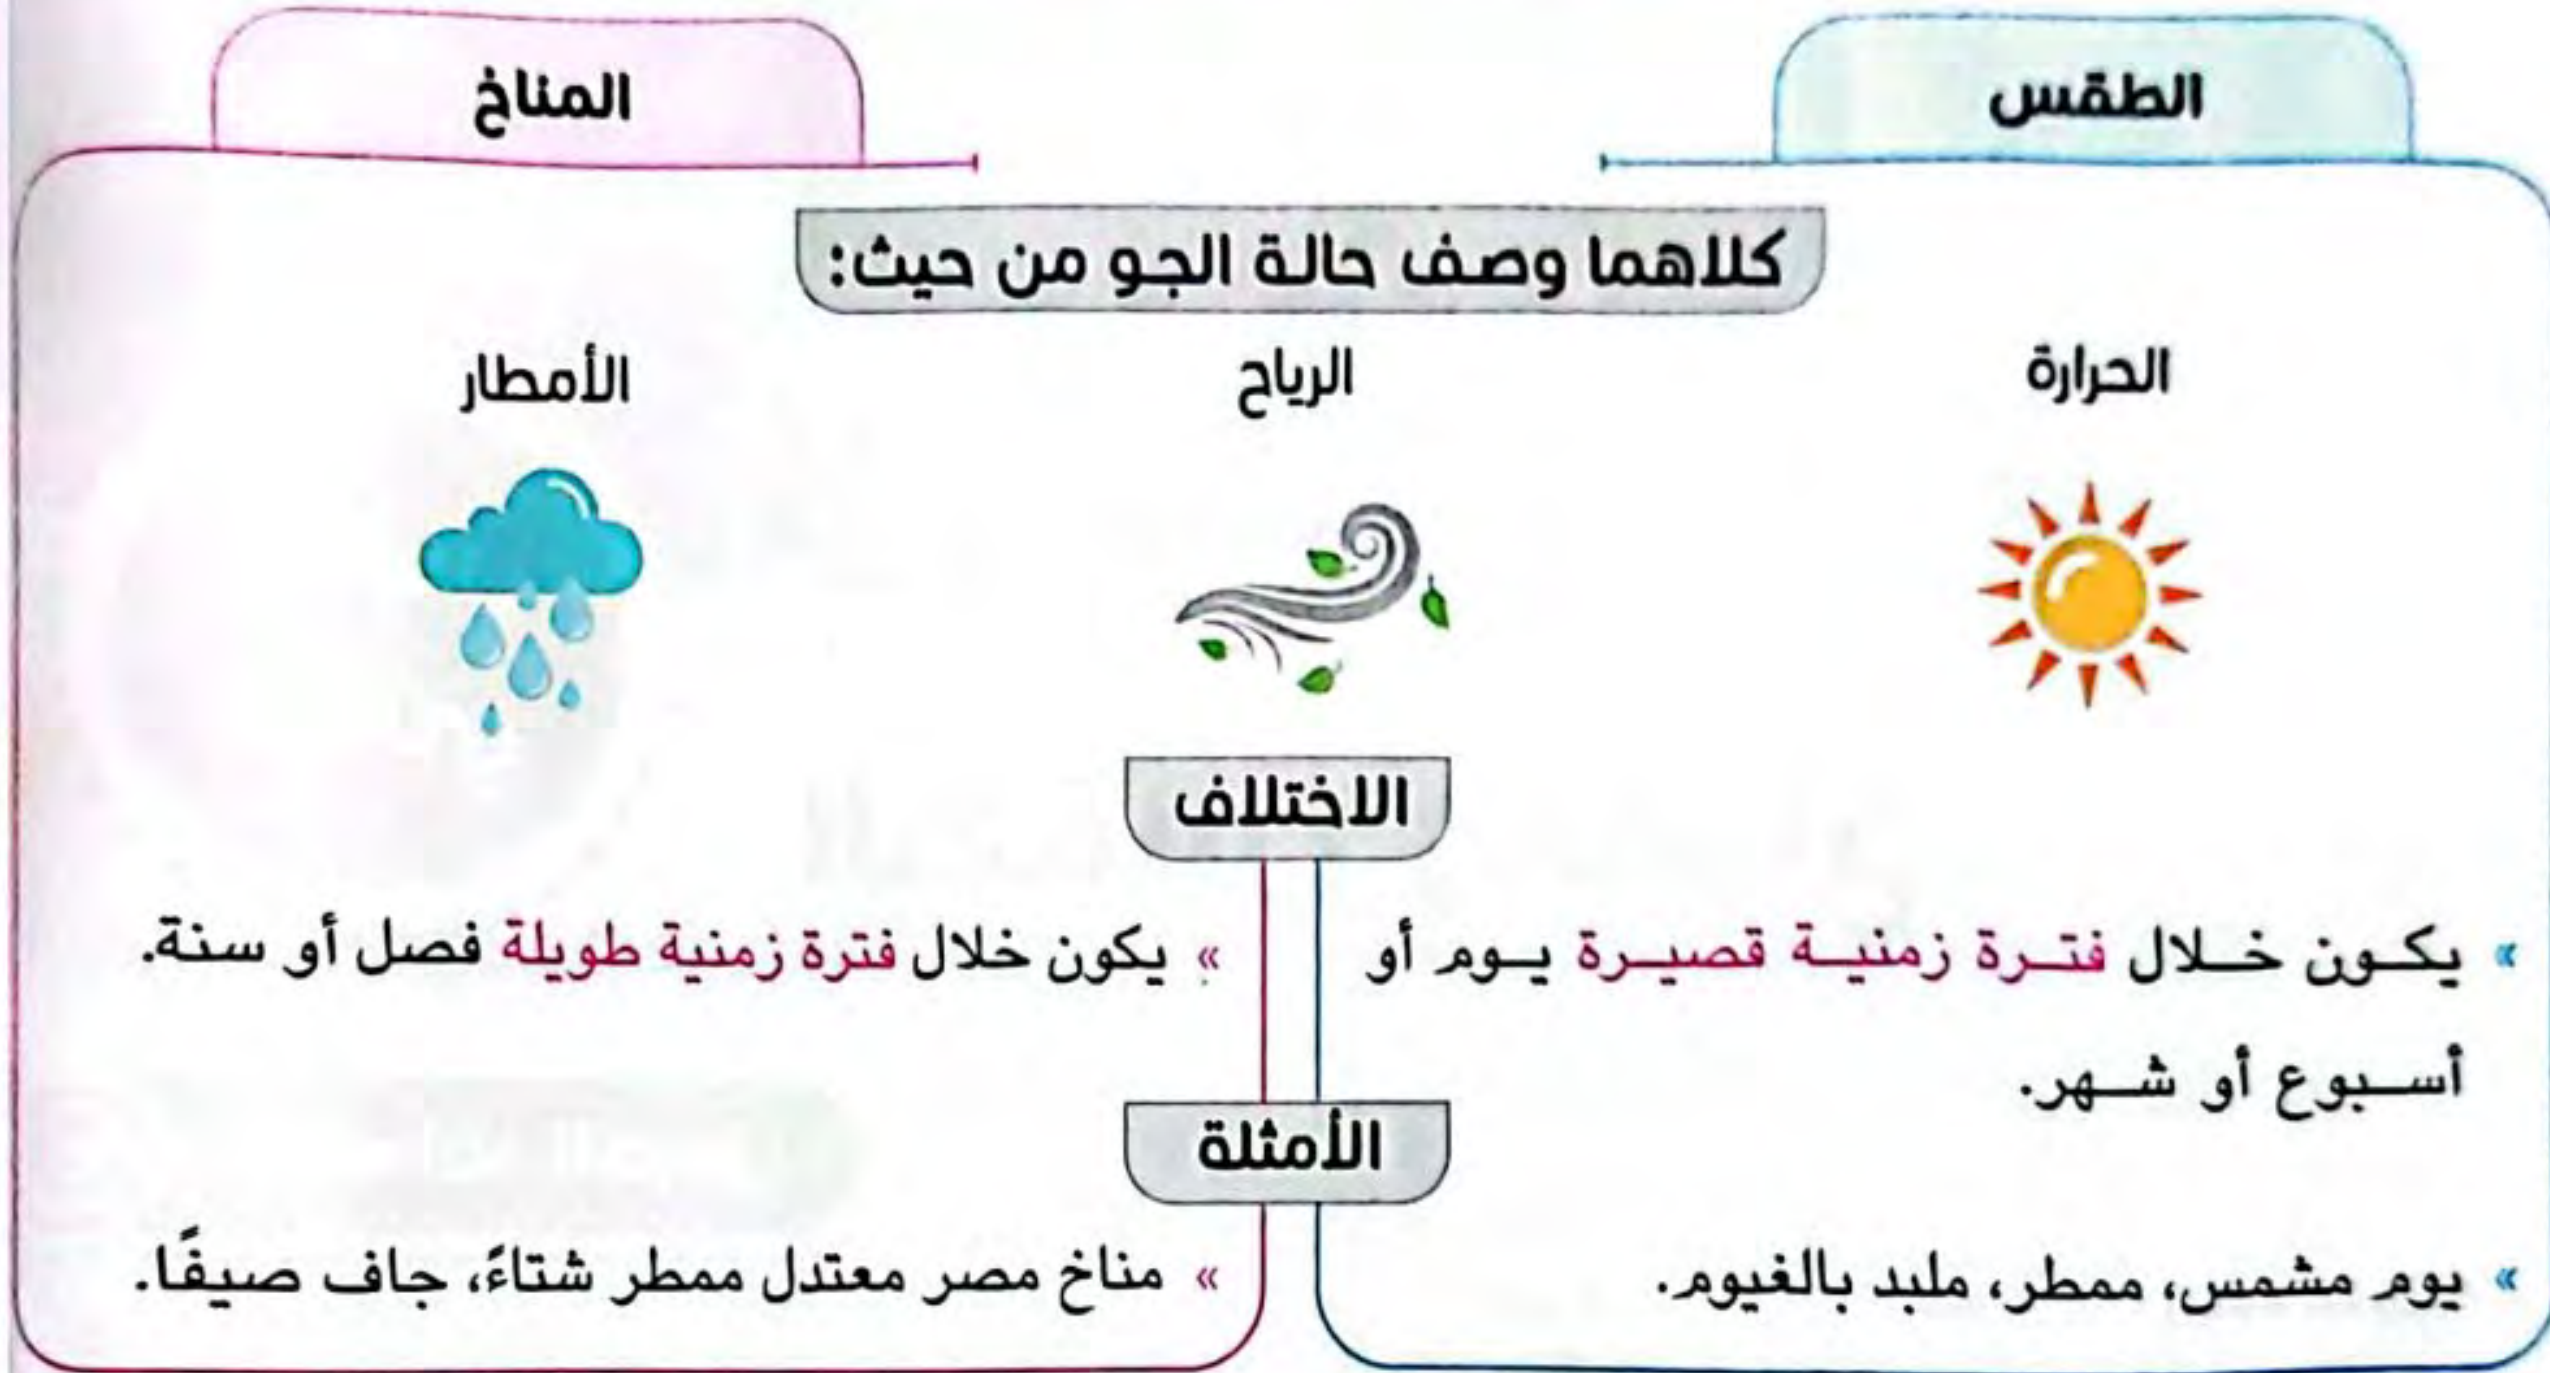 الطقس
المناخ
كلاهما وصف حالة الجو من حيث:
الحرارة
الرياح
الأمطار
الاختلاف
» يكون خلال فترة زمنية قصيرة يوم أو
أسبوع أو شهر.
» يكون خلال فترة زمنية طويلة فصل أو سنة.
الأمثلة
» يوم مشمس، ممطر، ملبد بالغيوم.
» مناخ مصر معتدل ممطر شتاءً، جاف صيفًا.